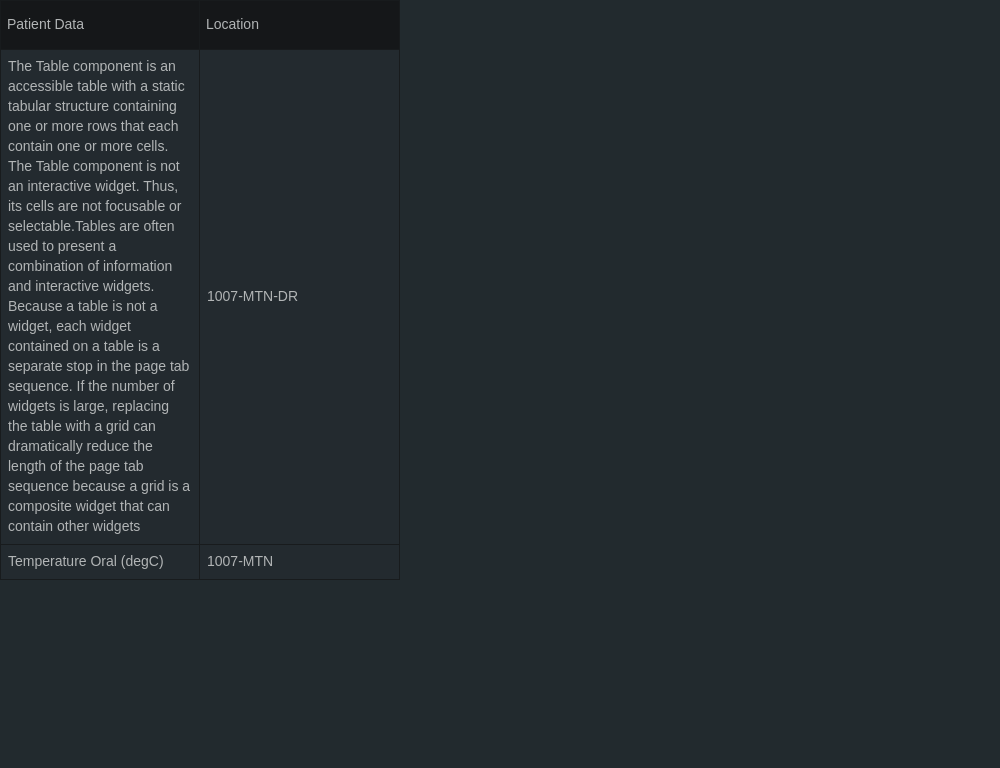 Patient Data
Location
The Table component is an
accessible table with a static
tabular structure containing
one or more rows that each
contain one or more cells.
The Table component is not
an interactive widget. Thus,
its cells are not focusable or
selectable.Tables are often
used to present a
combination of information
and interactive widgets.
Because a table is not a
widget, each widget
contained on a table is a
separate stop in the page tab
sequence. If the number of
widgets is large, replacing
the table with a grid can
dramatically reduce the
length of the page tab
sequence because a grid is a
composite widget that can
contain other widgets
1007-MTN-DR
Temperature Oral (degC)
1007-MTN